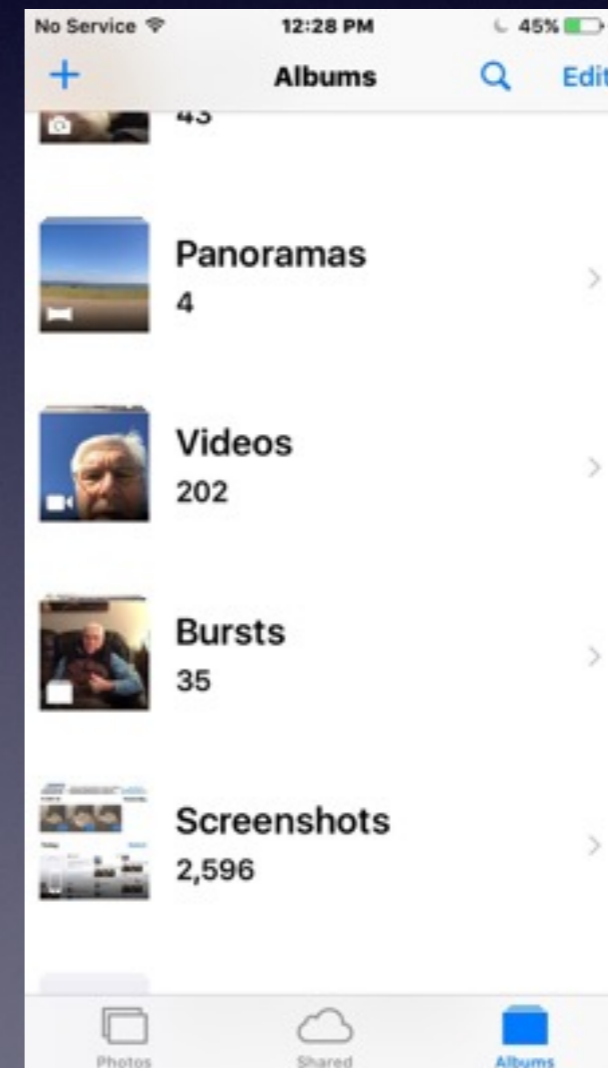 No Service 12:28 PM 45%
+ Albums Edit
43
Panoramas
4
Videos
202
Bursts
35
Screenshots
2,596
Photos Shared Albums